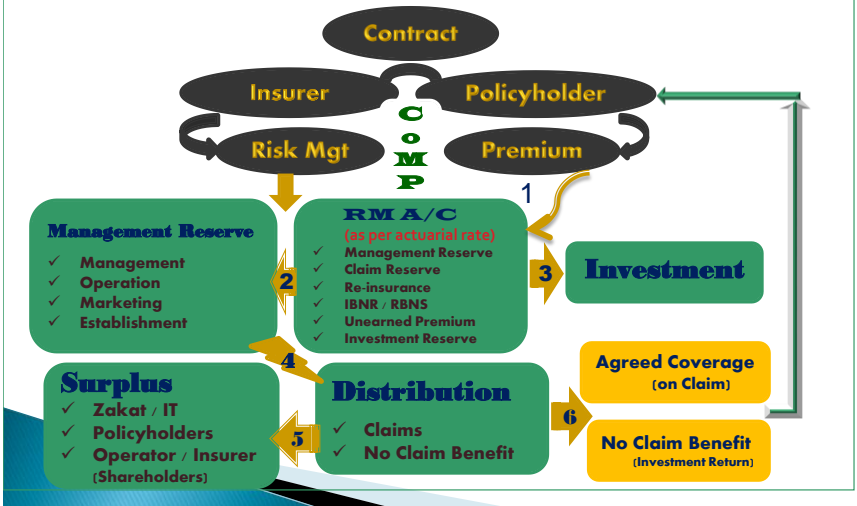 Contract
Insurer
Policyholder
C
o
M
P
Risk Mgt
Premium
1
Management Reserve
✓ Management
✓ Operation
✓ Marketing
✓ Establishment
RM A/C
(as per actuarial rate)
✓ Management Reserve
✓ Claim Reserve
✓ Re-insurance
✓ IBNR / RBNS
✓ Unearned Premium
✓ Investment Reserve
2
3
Investment
4
Surplus
✓ Zakat / IT
✓ Policyholders
✓ Operator / Insurer
(Shareholders)
5
Distribution
✓ Claims
✓ No Claim Benefit
6
Agreed Coverage
(on Claim)
No Claim Benefit
(Investment Return)